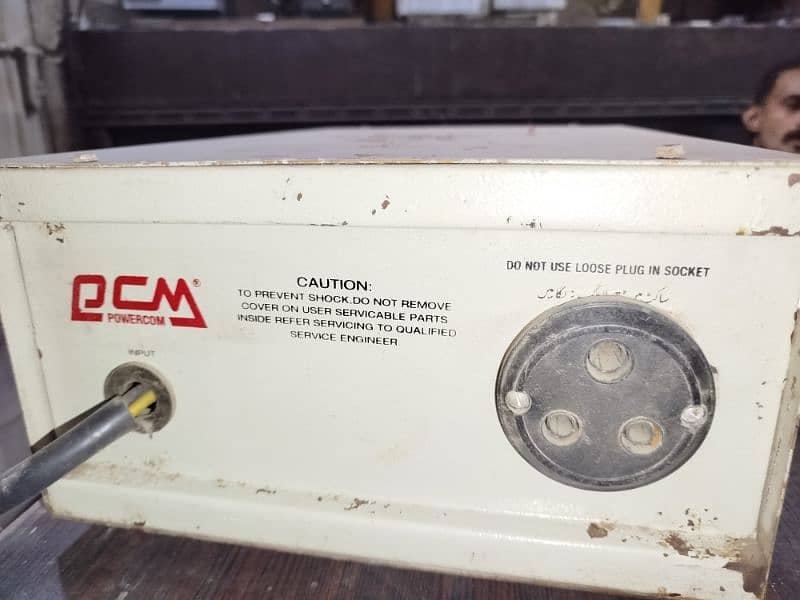 PCM®
POWERCOM
INPUT
CAUTION:
TO PREVENT SHOCK.DO NOT REMOVE
COVER ON USER SERVICABLE PARTS
INSIDE REFER SERVICING TO QUALIFIED
SERVICE ENGINEER
DO NOT USE LOOSE PLUG IN SOCKET